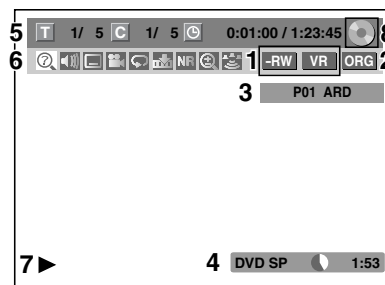 5 T 1/ 5 C 1/ 5 0:01:00 / 1:23:45 8
6 NR 1 -RW VR ORG 2
3 P01 ARD
7 4 DVD SP 1:53